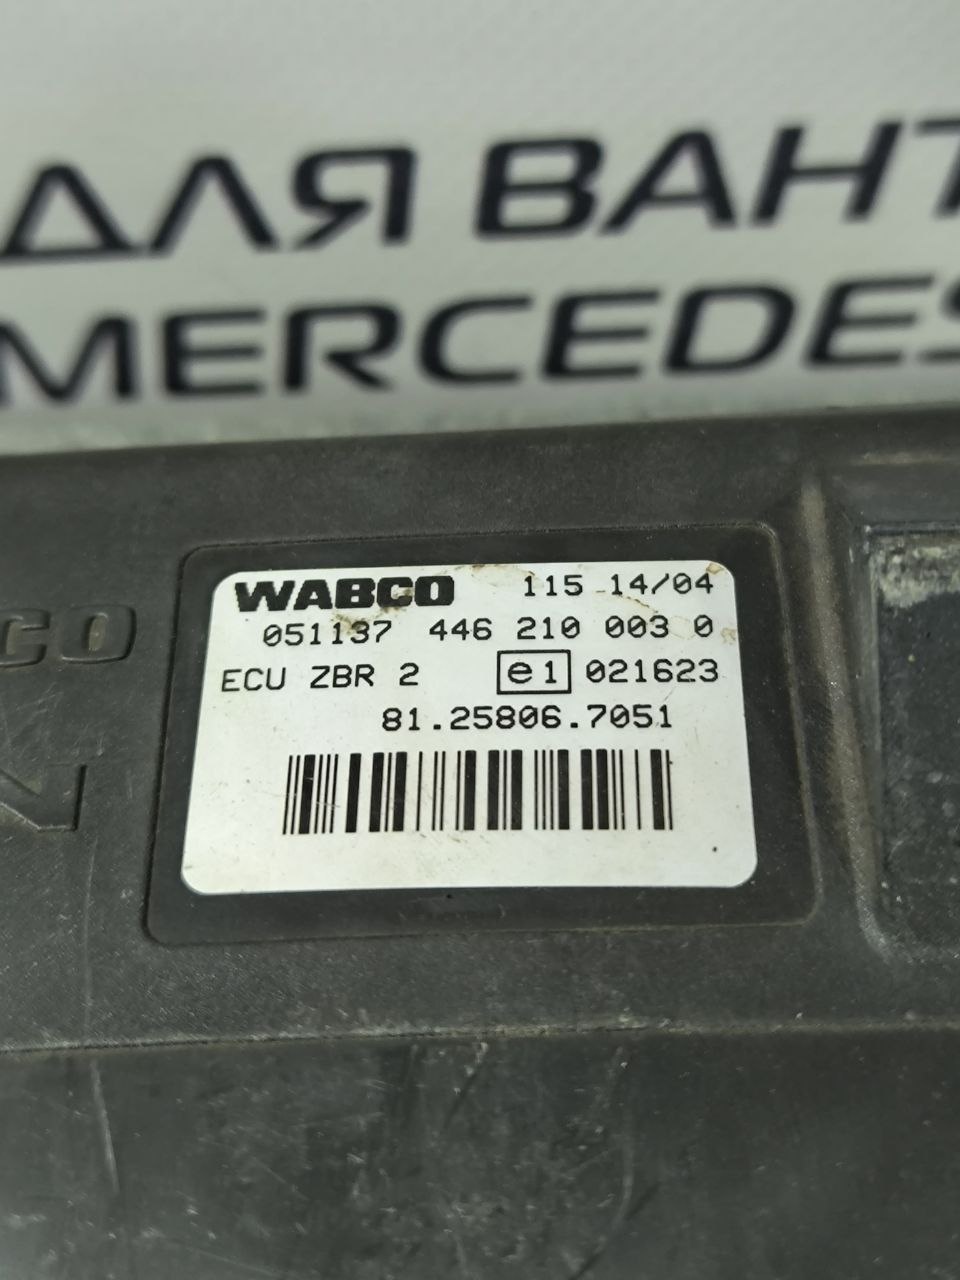 ДЛЯ ВАНТ
MERCEDES
WABCO 115 14/04
051137 446 210 003 0
ECU ZBR 2 e1 021623
81.25806.7051
CO
N